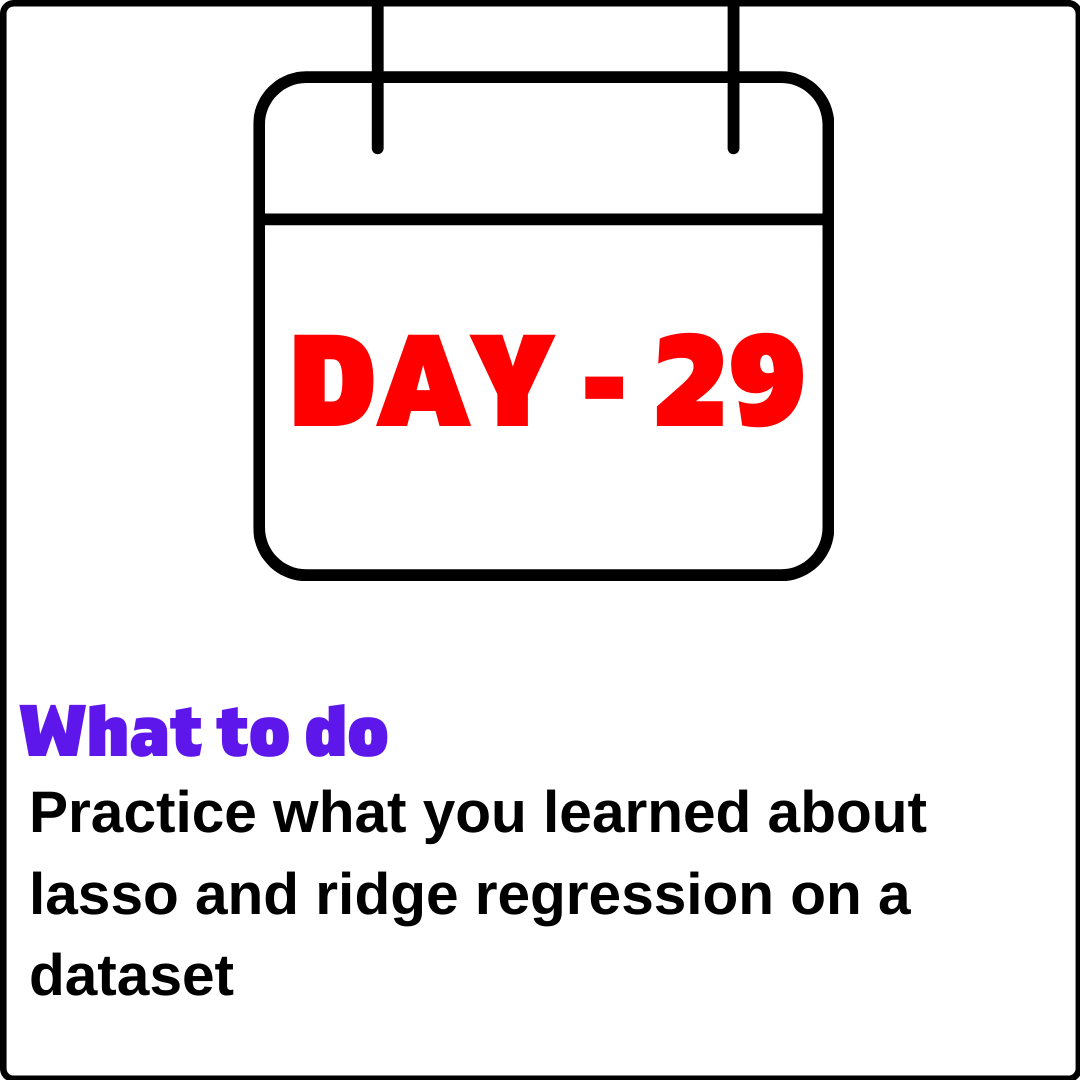 DAY - 29
What to do
Practice what you learned about
lasso and ridge regression on a
dataset